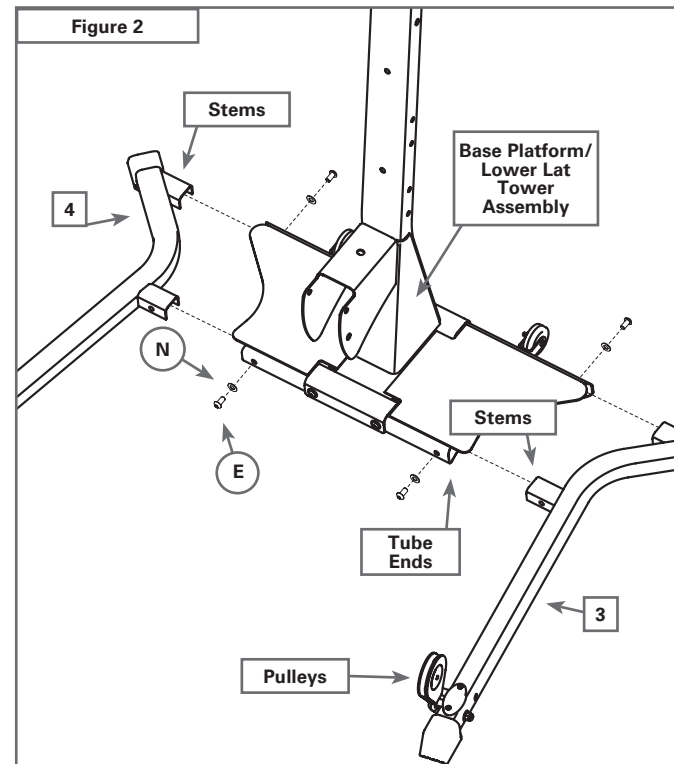 Figure 2
Stems
Base Platform/
Lower Lat
Tower
Assembly
4
N
Stems
E
Tube
Ends
3
Pulleys